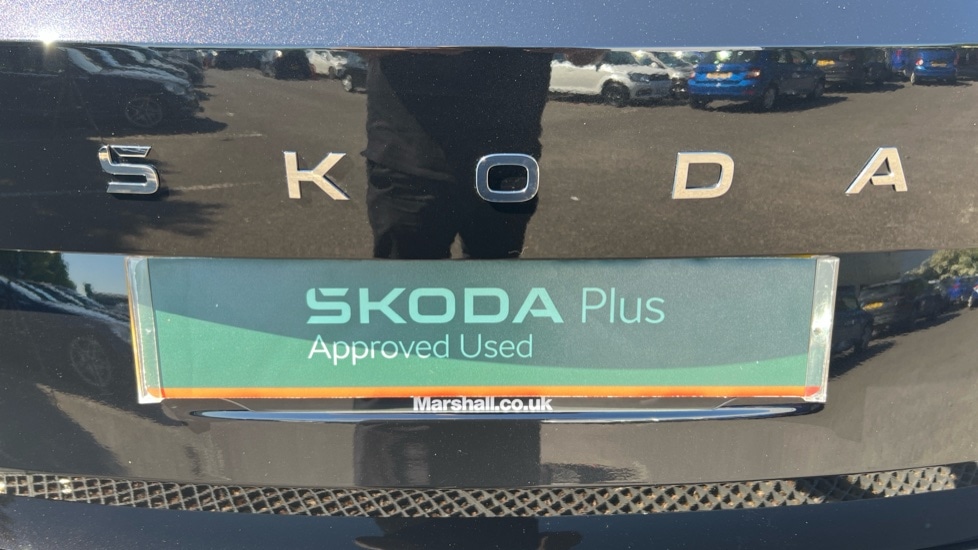 SKODA
SKODA Plus
Approved Used
Marshall.co.uk